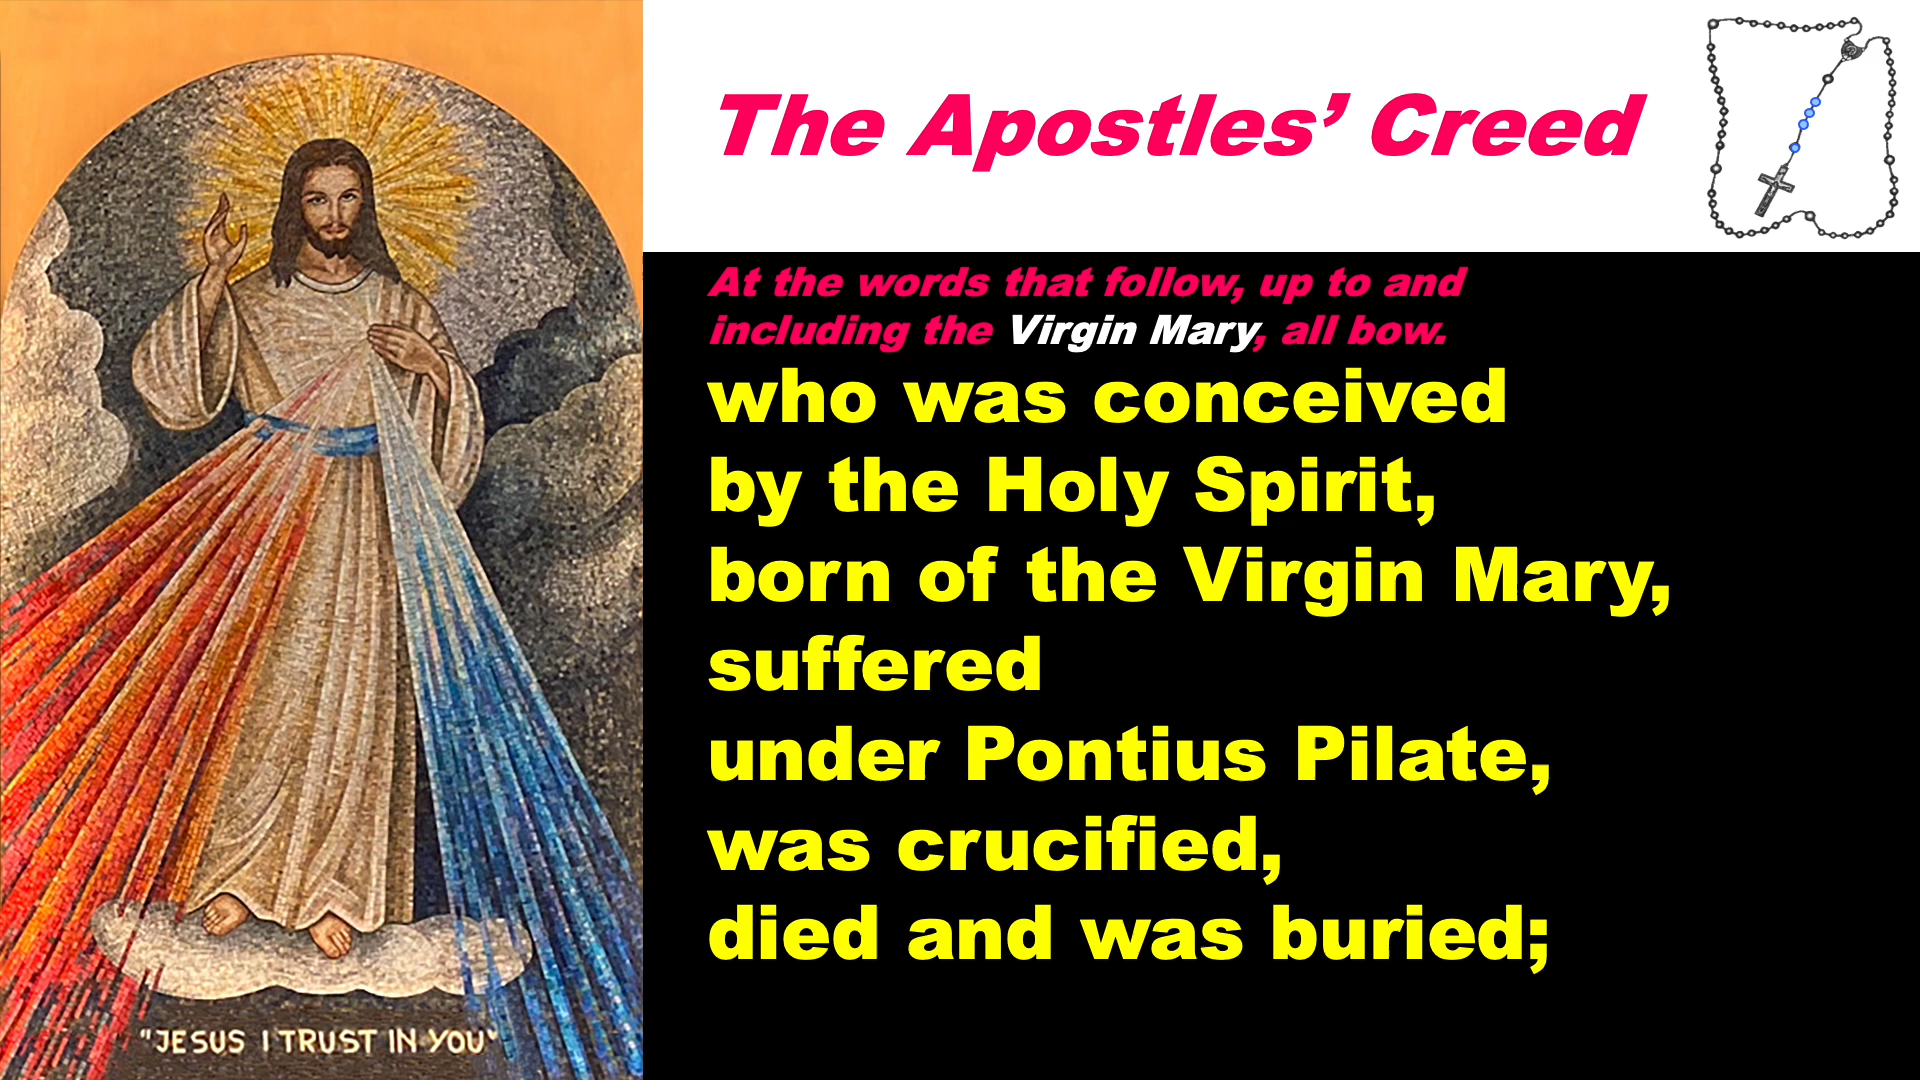 The Apostles’ Creed
At the words that follow, up to and
including the Virgin Mary, all bow.
who was conceived
by the Holy Spirit,
born of the Virgin Mary,
suffered
under Pontius Pilate,
was crucified,
died and was buried;
"JESUS I TRUST IN YOU"